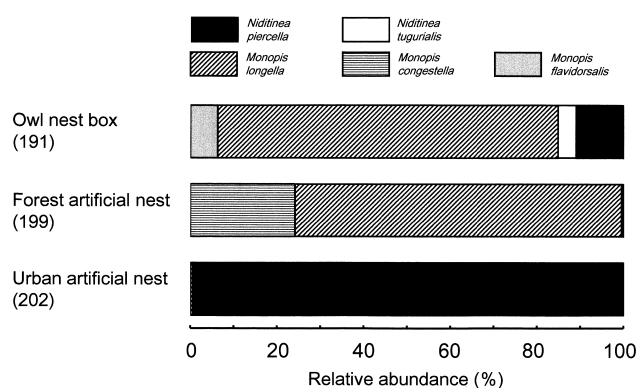 Niditinea
piercella
Niditinea
tugurialis
Monopis
longella
Monopis
congestella
Monopis
flavidorsalis
Owl nest box
(191)
Forest artificial nest
(199)
Urban artificial nest
(202)
0 20 40 60 80 100
Relative abundance (%)